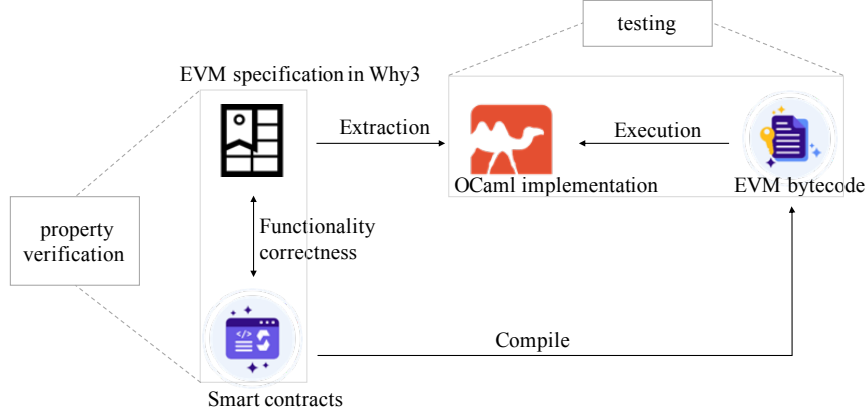 testing
EVM specification in Why3
Extraction
Execution
OCaml implementation
EVM bytecode
property
verification
Functionality
correctness
</>
Compile
Smart contracts